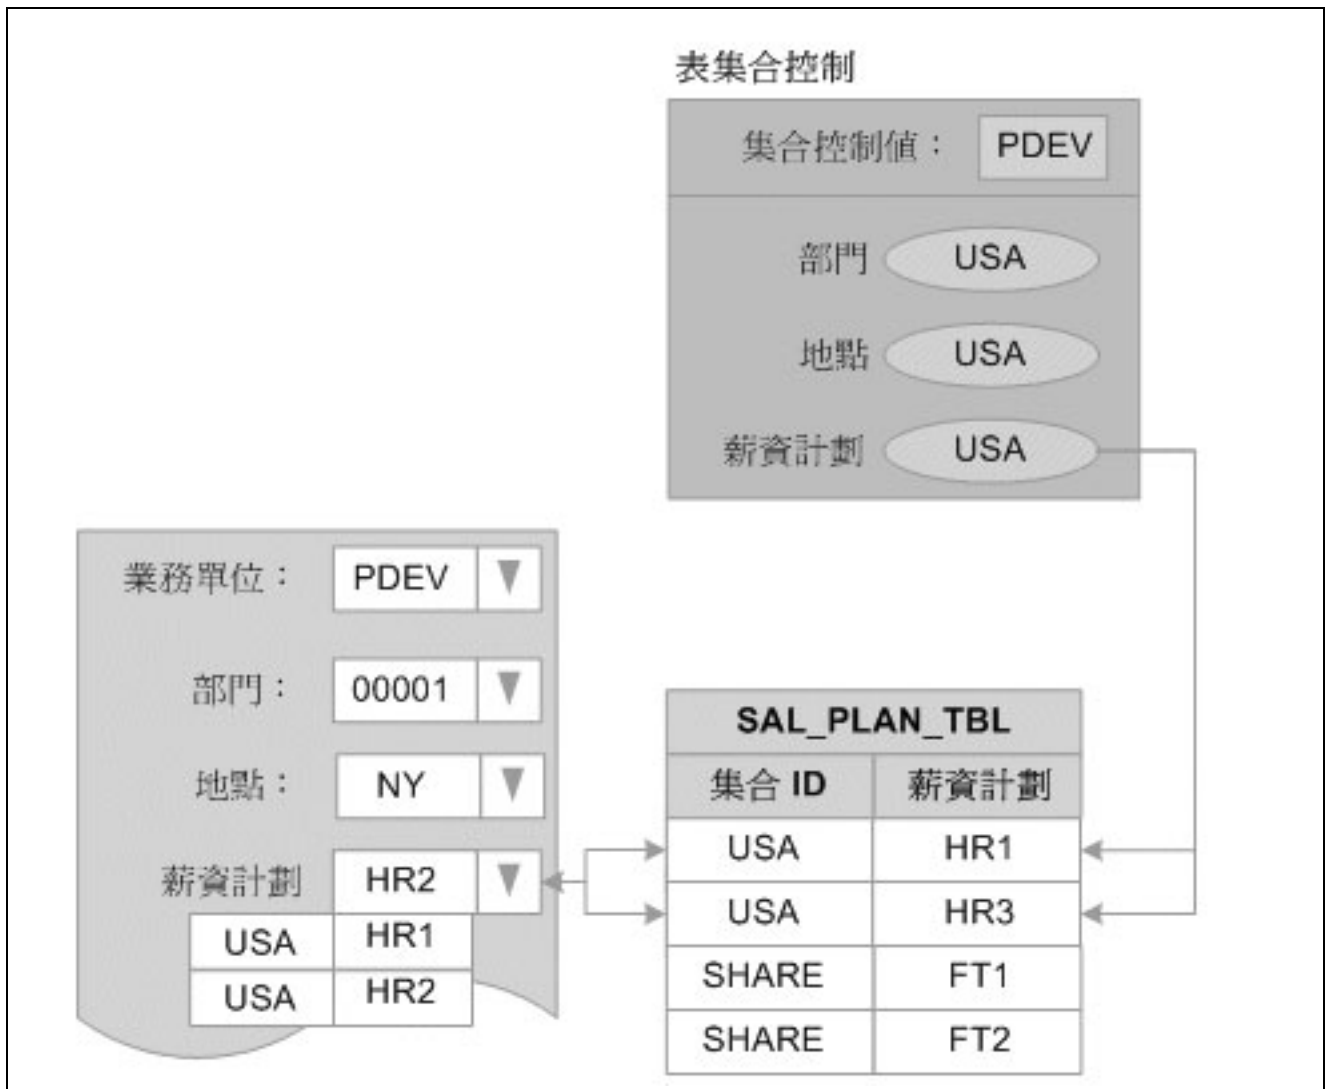 表集合控制
集合控制值： PDEV
部門 USA
地點 USA
薪資計劃 USA
業務單位： PDEV
部門： 00001
地點： NY
薪資計劃 HR2
USA HR1
USA HR2
SAL_PLAN_TBL
集合 ID 薪資計劃
USA HR1
USA HR3
SHARE FT1
SHARE FT2